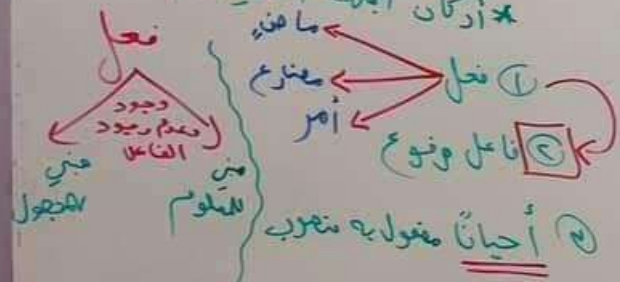 * أركان
① فعل
ماضٍ
مضارع
أمر
② فاعل مرفوع
③ أحيانًا مفعول به منصوب
فعل
وجود
وعدم وجود
الفاعل
مبني
للمعلوم
مبني
للمجهول